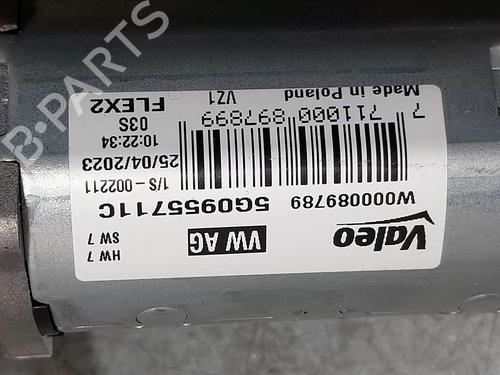 Valeo
W000089789
5G0955711C
VW AG
HW 7
SW 7
1/S - 002211
25/04/2023
10:22:34
03S
FLEX2
VZ1
Made in Poland
7 711000 897899
B-PARTS